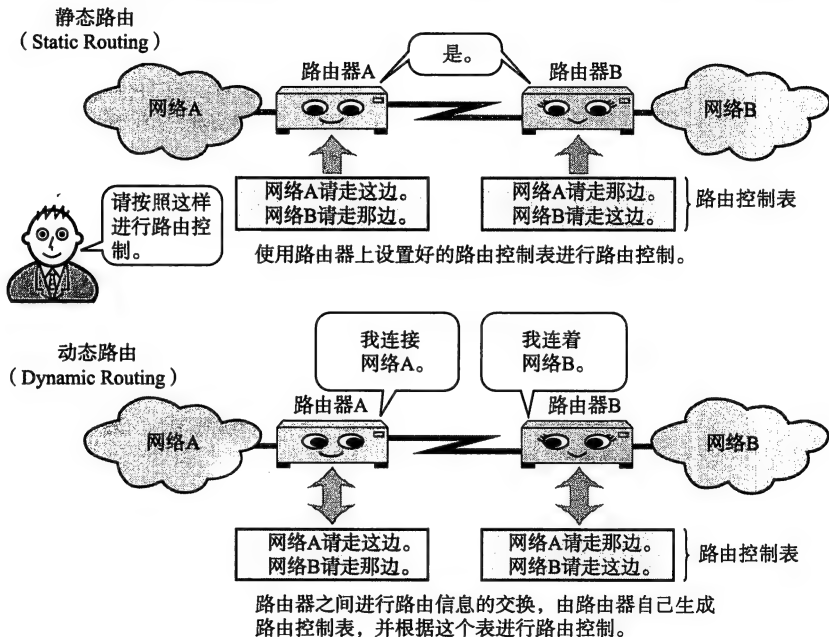 静态路由
（Static Routing）
是。
路由器A
路由器B
网络A
网络B
网络A请走这边。
网络B请走那边。
网络A请走那边。
网络B请走这边。
路由控制表
请按照这样
进行路由控
制。
使用路由器上设置好的路由控制表进行路由控制。
动态路由
（Dynamic Routing）
我连接
网络A。
我连着
网络B。
路由器A
路由器B
网络A
网络B
网络A请走这边。
网络B请走那边。
网络A请走那边。
网络B请走这边。
路由控制表
路由器之间进行路由信息的交换，由路由器自己生成
路由控制表，并根据这个表进行路由控制。